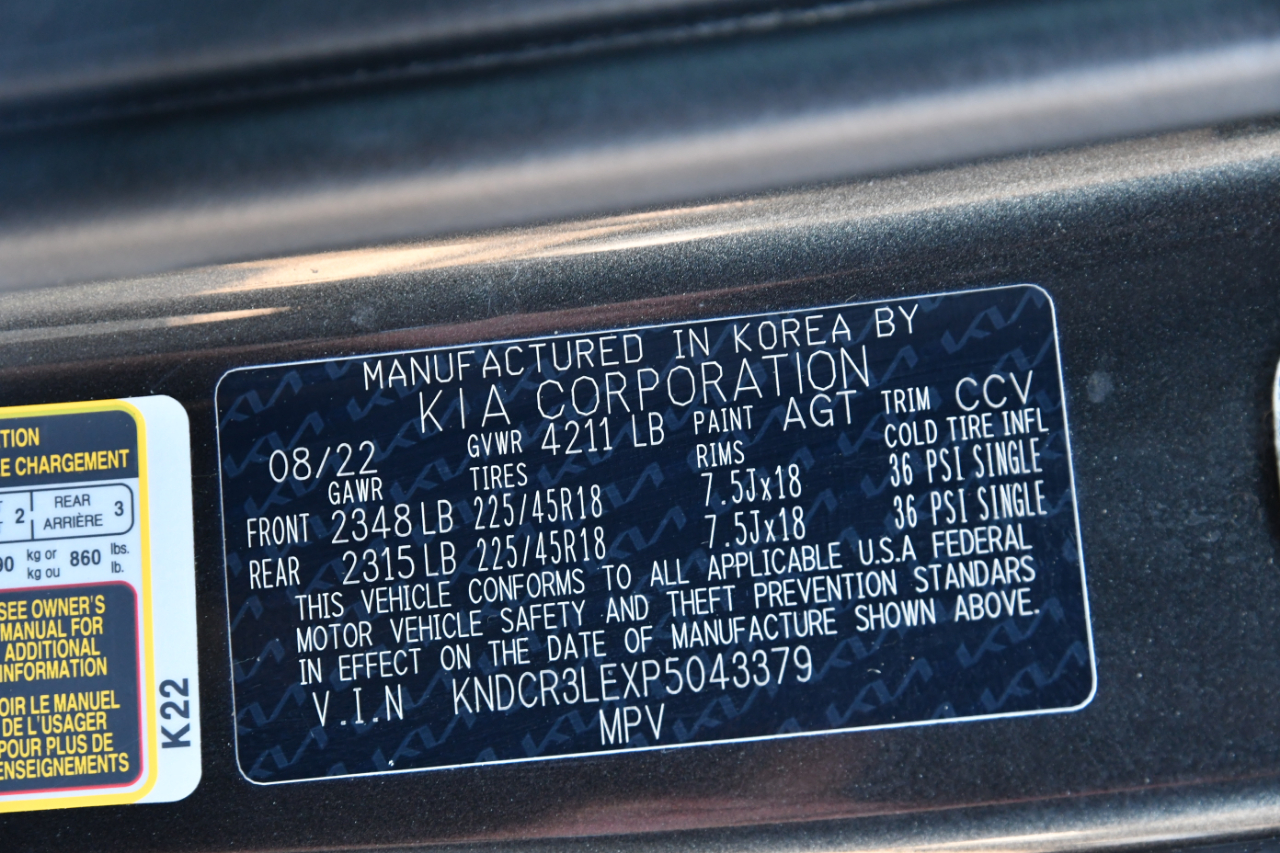 MANUFACTURED IN KOREA BY
KIA CORPORATION
08/22 GVWR 4211 LB PAINT AGT TRIM CCV
GAWR TIRES RIMS COLD TIRE INFL
FRONT 2348 LB 225/45R18 7.5Jx18 36 PSI SINGLE
REAR 2315 LB 225/45R18 7.5Jx18 36 PSI SINGLE
THIS VEHICLE CONFORMS TO ALL APPLICABLE U.S.A FEDERAL
MOTOR VEHICLE SAFETY AND THEFT PREVENTION STANDARS
IN EFFECT ON THE DATE OF MANUFACTURE SHOWN ABOVE.
V.I.N KNDCR3LEXP5043379
MPV
TION
E CHARGEMENT
2 REAR 3
ARRIÈRE
90 kg or 860 lbs.
kg ou lb.
SEE OWNER'S
MANUAL FOR
ADDITIONAL
INFORMATION
OIR LE MANUEL
DE L'USAGER
POUR PLUS DE
ENSEIGNEMENTS
K22